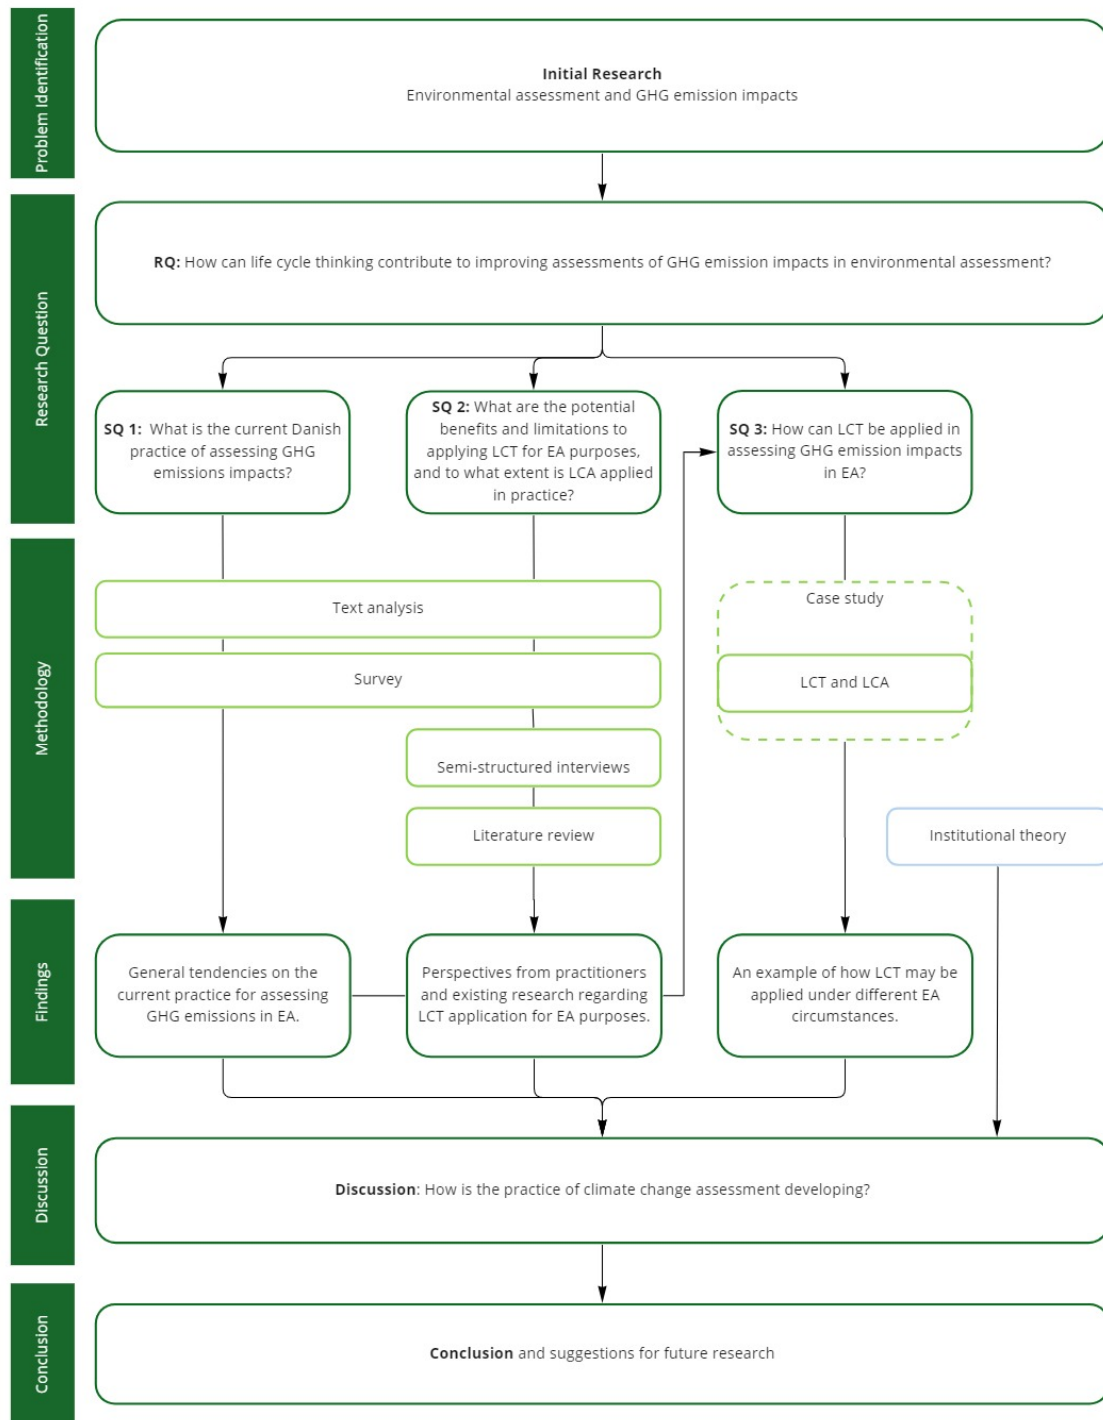 Problem Identification
Initial Research
Environmental assessment and GHG emission impacts
Research Question
RQ: How can life cycle thinking contribute to improving assessments of GHG emission impacts in environmental assessment?
SQ 1: What is the current Danish
practice of assessing GHG
emissions impacts?
SQ 2: What are the potential
benefits and limitations to
applying LCT for EA purposes,
and to what extent is LCA applied
in practice?
SQ 3: How can LCT be applied in
assessing GHG emission impacts
in EA?
Methodology
Text analysis
Survey
Semi-structured interviews
Literature review
Case study
LCT and LCA
Institutional theory
Findings
General tendencies on the
current practice for assessing
GHG emissions in EA.
Perspectives from practitioners
and existing research regarding
LCT application for EA purposes.
An example of how LCT may be
applied under different EA
circumstances.
Discussion
Discussion: How is the practice of climate change assessment developing?
Conclusion
Conclusion and suggestions for future research